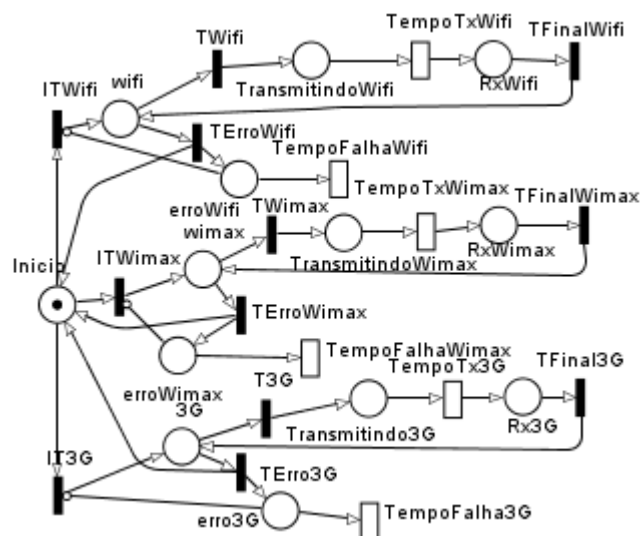 TempoTxWifi
TFinalWifi
TWifi
wifi
ITWifi
TransmitindoWifi
RxWifi
TErroWifi
TempoFalhaWifi
TempoTxWimax
erroWifi
TWimax
TFinalWimax
wimax
Inicio
ITWimax
TransmitindoWimax
RxWimax
TErroWimax
TempoFalhaWimax
erroWimax
T3G
TempoTx3G
TFinal3G
3G
Transmitindo3G
Rx3G
IT3G
TErro3G
erro3G
TempoFalha3G